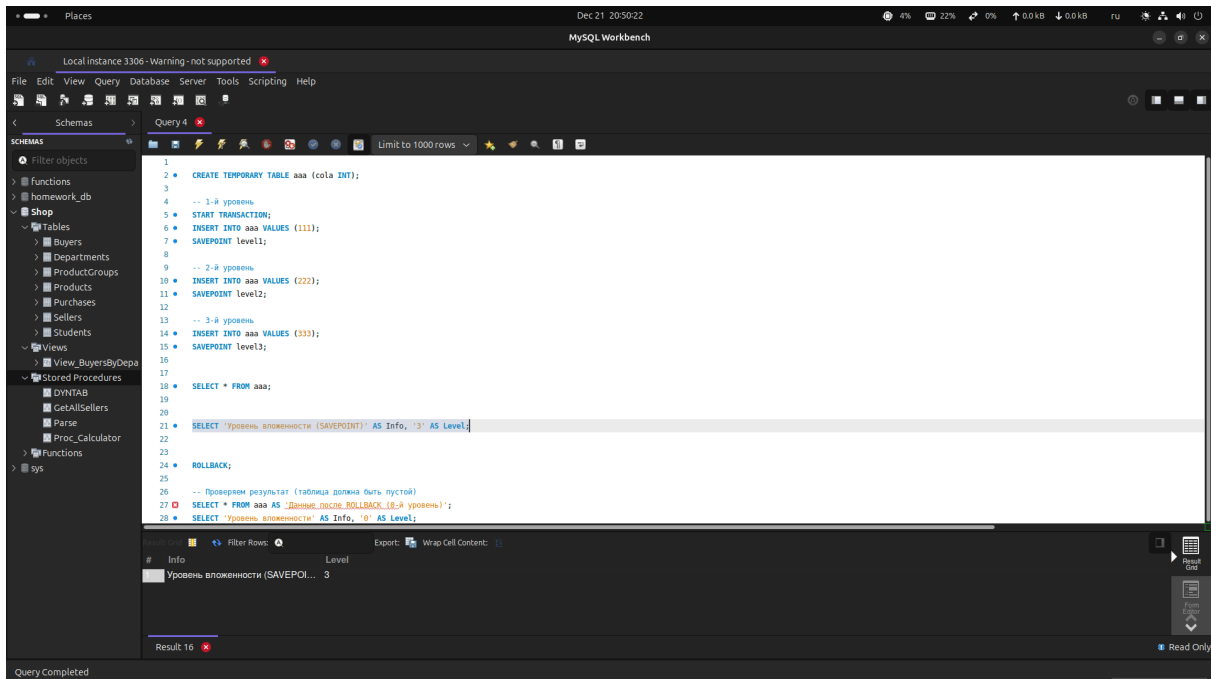 Places
Dec 21 20:50:22
4% 22% 0% 0.0 kB 0.0 kB ru
MySQL Workbench
Local instance 3306 - Warning - not supported
File Edit View Query Database Server Tools Scripting Help
Schemas
Query 4
SCHEMAS
Limit to 1000 rows
Filter objects
functions
homework_db
Shop
Tables
Buyers
Departments
ProductGroups
Products
Purchases
Sellers
Students
Views
View_BuyersByDepa
Stored Procedures
DYNTAB
GetAllSellers
Parse
Proc_Calculator
Functions
sys
1
2 CREATE TEMPORARY TABLE aaa (cola INT);
3
4 -- 1-й уровень
5 START TRANSACTION;
6 INSERT INTO aaa VALUES (111);
7 SAVEPOINT level1;
8
9 -- 2-й уровень
10 INSERT INTO aaa VALUES (222);
11 SAVEPOINT level2;
12
13 -- 3-й уровень
14 INSERT INTO aaa VALUES (333);
15 SAVEPOINT level3;
16
17
18 SELECT * FROM aaa;
19
20
21 SELECT 'Уровень вложенности (SAVEPOINT)' AS Info, '3' AS Level;
22
23
24 ROLLBACK;
25
26 -- Проверяем результат (таблица должна быть пустой)
27 SELECT * FROM aaa AS 'Данные после ROLLBACK (0-й уровень)';
28 SELECT 'Уровень вложенности' AS Info, '0' AS Level;
Result Grid Filter Rows: Export: Wrap Cell Content:
# Info Level
1 Уровень вложенности (SAVEPOI... 3
Result Grid
Form Editor
Result 16
Read Only
Query Completed